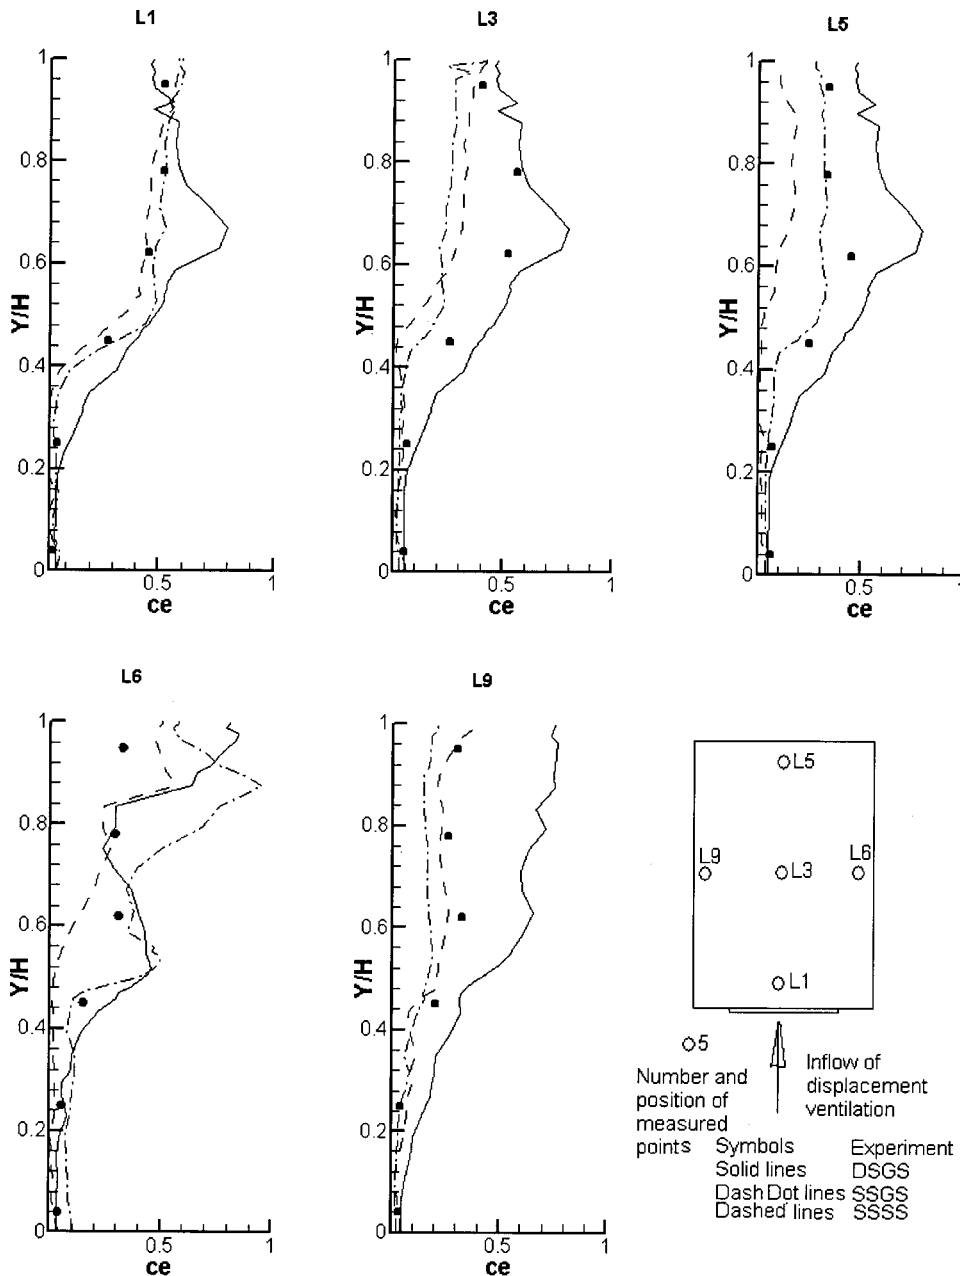 L1
L3
L5
1
0.8
0.6
0.4
0.2
0
Y/H
0.5
1
ce
1
0.8
0.6
0.4
0.2
0
Y/H
0.5
1
ce
1
0.8
0.6
0.4
0.2
0
Y/H
0.5
1
ce
L6
L9
1
0.8
0.6
0.4
0.2
0
Y/H
0.5
1
ce
1
0.8
0.6
0.4
0.2
0
Y/H
0.5
1
ce
L5
L9
L3
L6
L1
5
Number and
position of
measured
points
Inflow of
displacement
ventilation
Symbols Experiment
Solid lines DSGS
Dash Dot lines SSGS
Dashed lines SSSS